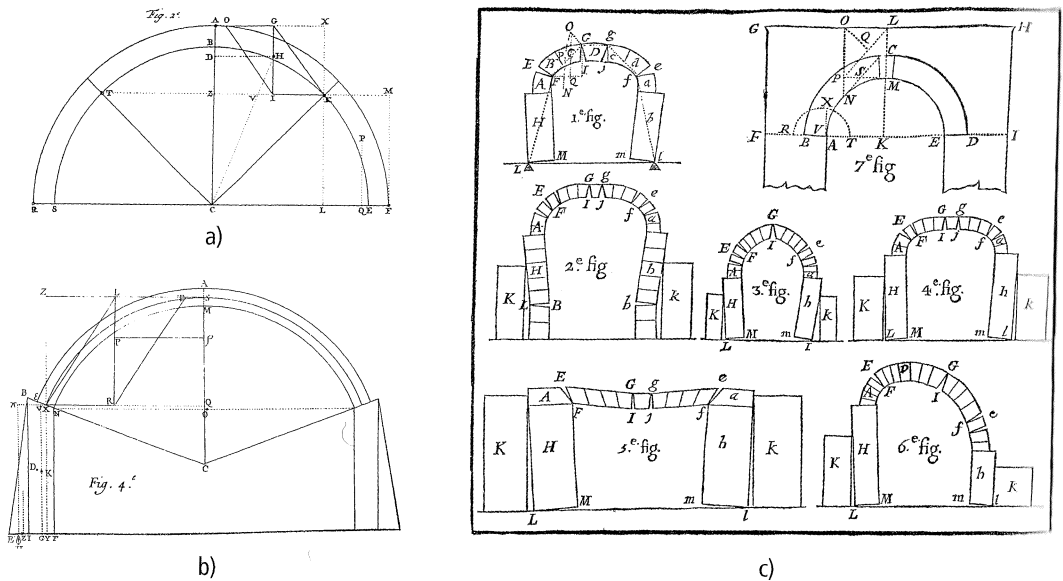 Fig. 2.e
A O G X
B
D H
Z I M
T V E
P
R S C L Q E F
a)
A
Z D S
M
P f
B E R Q
V X N O
D K
C
Fig. 4.e
G Y F
b)
O G g
E B P C D c d e
A F Q I J f a
N
H 1.e fig. h
L M m l
G O L H
Q C
P S
N M
X
F R B V A T K E D I
7.e fig
G g
E F I J f e
A a
K H 2.e fig h k
L B b
G
E F I f e
A a
K H 3.e fig. h k
L M m l
G g
E F I J f e
A a
K H 4.e fig. h k
L M m l
E G g e
A F I J f a
K H 5.e fig. h k
L M m l
D G
E F I
A f e
K H 6.e fig. h k
L M m l
c)